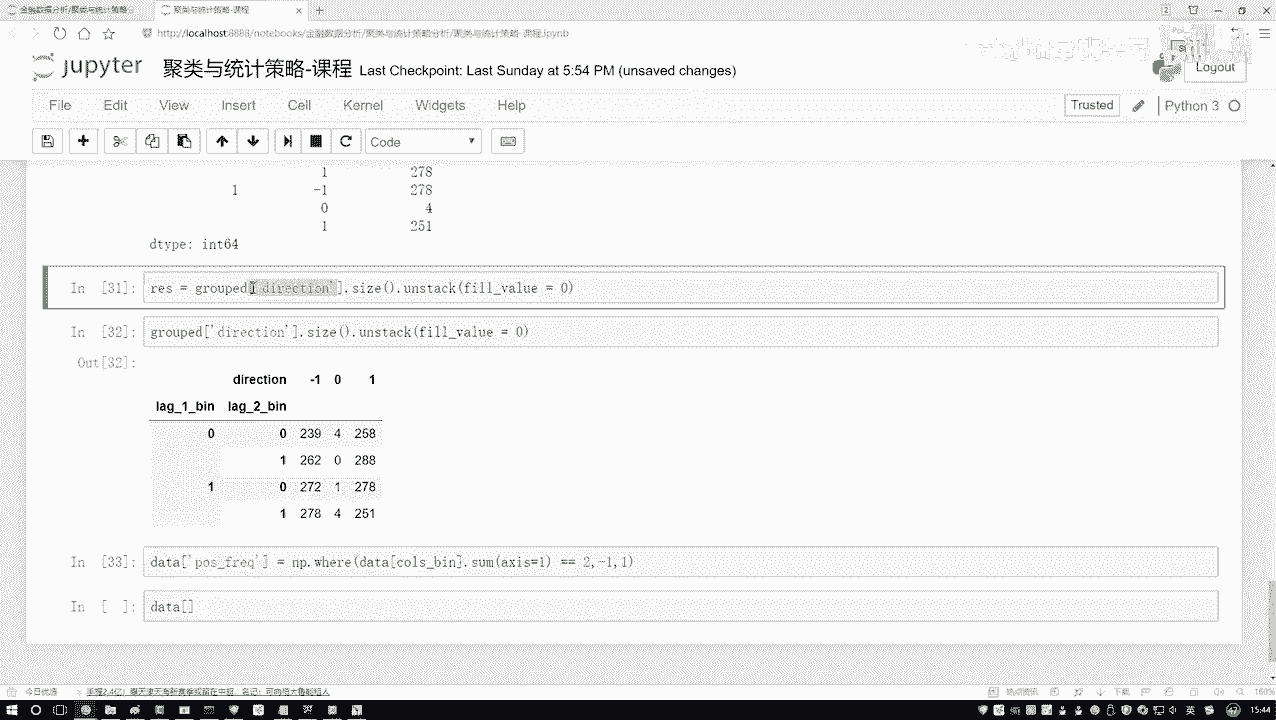 金融数据分析/聚类与统计策略分
聚类与统计策略-课程
http://localhost:8888/notebooks/金融数据分析/聚类与统计策略分析/聚类与统计策略-课程.ipynb
jupyter 聚类与统计策略-课程 Last Checkpoint: Last Sunday at 5:54 PM (unsaved changes)
Logout
File Edit View Insert Cell Kernel Widgets Help
Trusted
Python 3
Code
1 278
1 -1 278
0 4
1 251
dtype: int64
In [31]: res = grouped['direction'].size().unstack(fill_value = 0)
In [32]: grouped['direction'].size().unstack(fill_value = 0)
Out[32]:
direction -1 0 1
lag_1_bin lag_2_bin
0 0 239 4 258
1 262 0 288
1 0 272 1 278
1 278 4 251
In [33]: data['pos_freq'] = np.where(data[cols_bin].sum(axis=1) == 2,-1,1)
In [ ]: data[]
今日优选
下载
160%
英
15:44